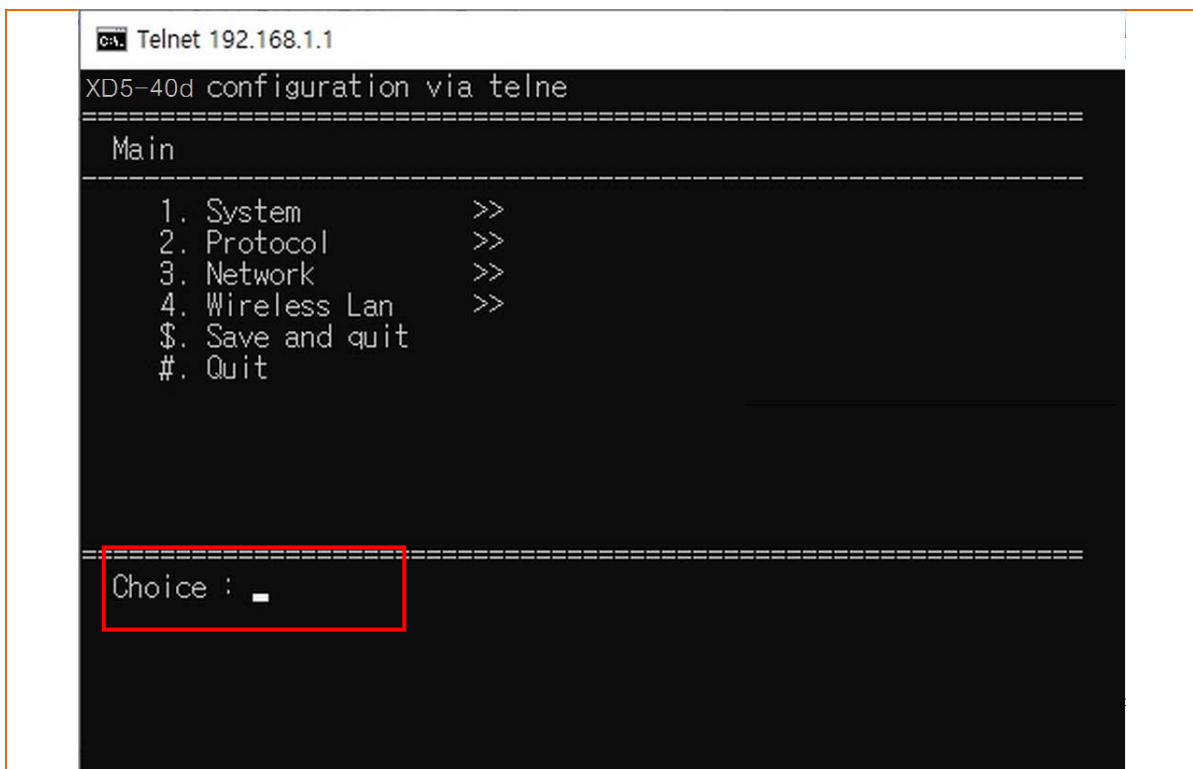 Telnet 192.168.1.1
XD5-40d configuration via telne
================================================================
Main
----------------------------------------------------------------
1. System >>
2. Protocol >>
3. Network >>
4. Wireless Lan >>
$. Save and quit
#. Quit
================================================================
Choice : _